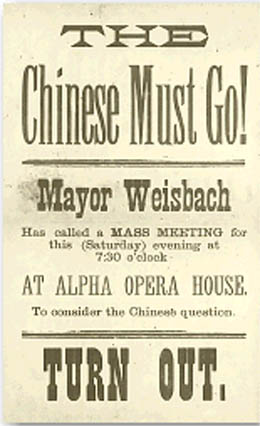 THE
Chinese Must Go!
Mayor Weisbach
Has called a MASS MEETING for
this (Saturday) evening at
7:30 o'clock
AT ALPHA OPERA HOUSE.
To consider the Chinese question.
TURN OUT.